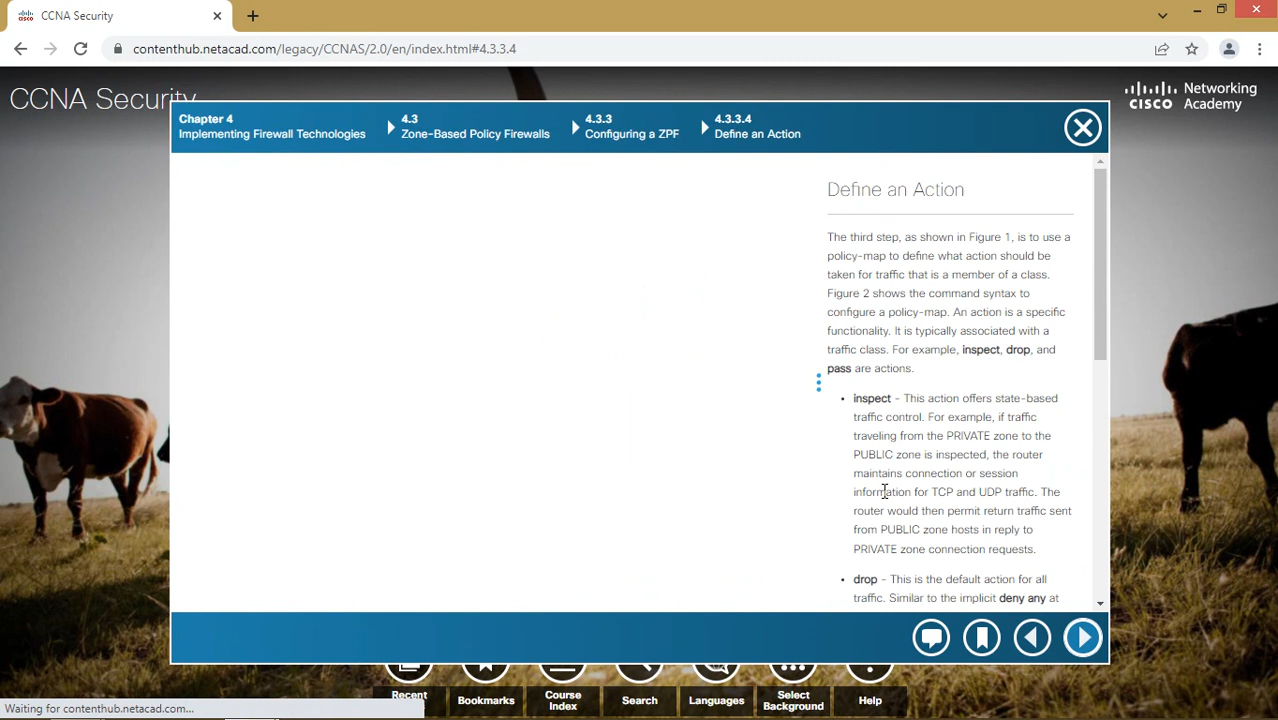 CCNA Security
contenthub.netacad.com/legacy/CCNAS/2.0/en/index.html#4.3.3.4
CCNA Security
Networking
Academy
cisco
Chapter 4
Implementing Firewall Technologies
4.3
Zone-Based Policy Firewalls
4.3.3
Configuring a ZPF
4.3.3.4
Define an Action
Define an Action
The third step, as shown in Figure 1, is to use a
policy-map to define what action should be
taken for traffic that is a member of a class.
Figure 2 shows the command syntax to
configure a policy-map. An action is a specific
functionality. It is typically associated with a
traffic class. For example, inspect, drop, and
pass are actions.
• inspect - This action offers state-based
traffic control. For example, if traffic
traveling from the PRIVATE zone to the
PUBLIC zone is inspected, the router
maintains connection or session
information for TCP and UDP traffic. The
router would then permit return traffic sent
from PUBLIC zone hosts in reply to
PRIVATE zone connection requests.
• drop - This is the default action for all
traffic. Similar to the implicit deny any at
Recent
Bookmarks
Course
Index
Search
Languages
Select
Background
Help
Waiting for contenthub.netacad.com...